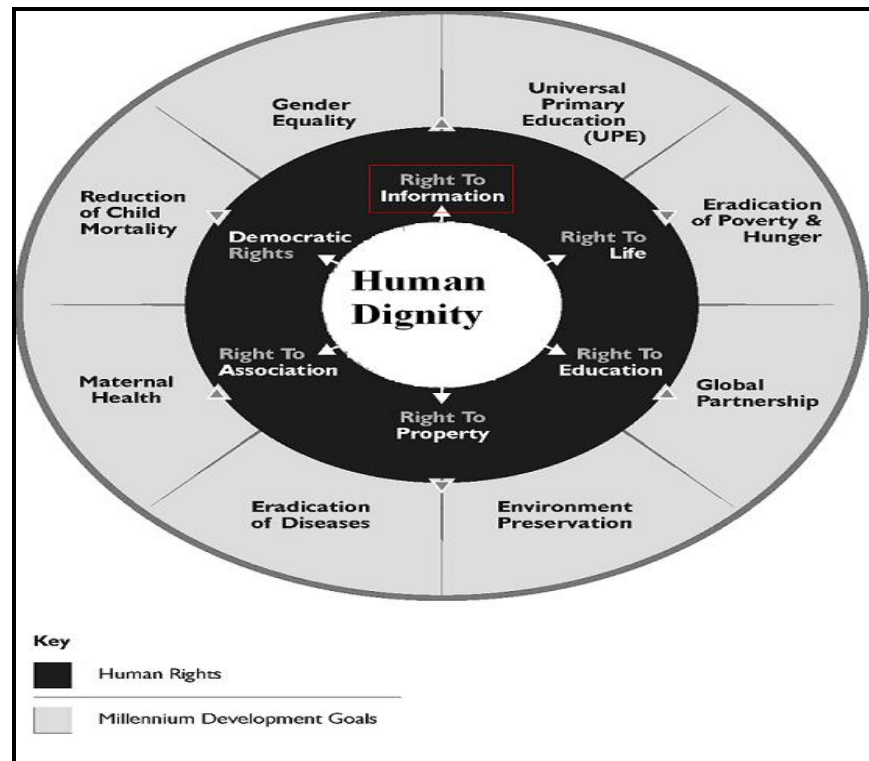 Gender
Equality
Universal
Primary
Education
(UPE)
Reduction
of Child
Mortality
Right To
Information
Eradication
of Poverty &
Hunger
Democratic
Rights
Right To
Life
Human
Dignity
Right To
Association
Right To
Education
Maternal
Health
Global
Partnership
Right To
Property
Eradication
of Diseases
Environment
Preservation
Key
Human Rights
Millennium Development Goals